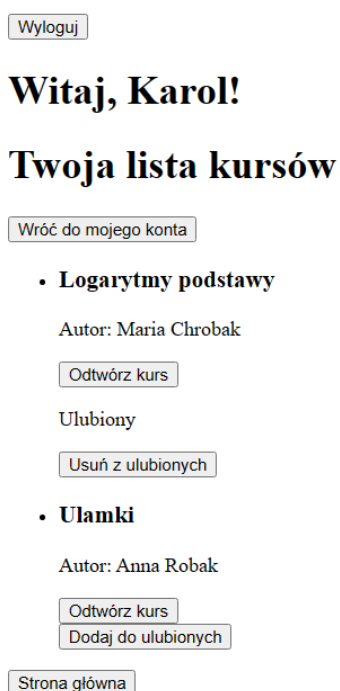 Wyloguj
Witaj, Karol!
Twoja lista kursów
Wróć do mojego konta
Logarytmy podstawy
Autor: Maria Chrobak
Odtwórz kurs
Ulubiony
Usuń z ulubionych
Ulamki
Autor: Anna Robak
Odtwórz kurs
Dodaj do ulubionych
Strona główna